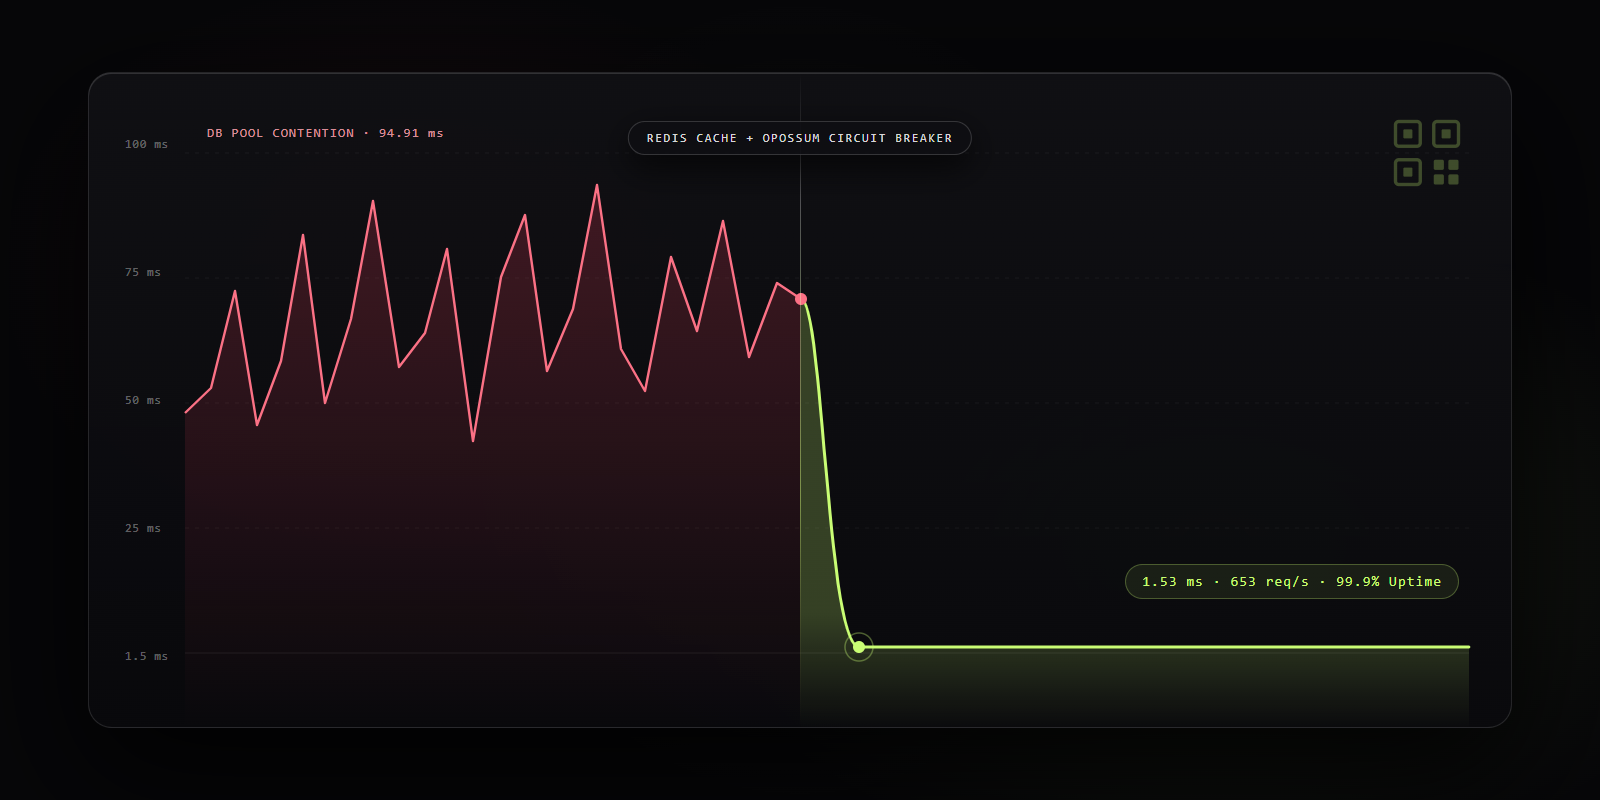 DB POOL CONTENTION · 94.91 ms
REDIS CACHE + OPOSSUM CIRCUIT BREAKER
100 ms
75 ms
50 ms
25 ms
1.53 ms · 653 req/s · 99.9% Uptime
1.5 ms